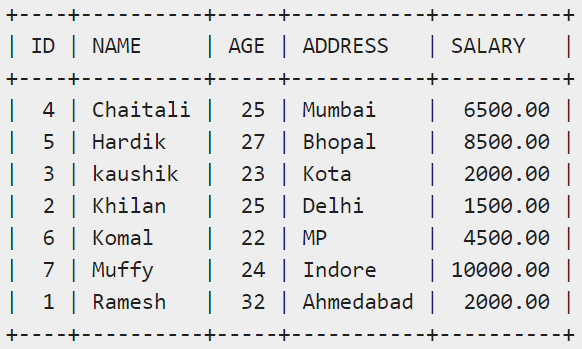 +----+----------+-----+-----------+----------+
| ID | NAME     | AGE | ADDRESS   | SALARY   |
+----+----------+-----+-----------+----------+
|  4 | Chaitali |  25 | Mumbai    |  6500.00 |
|  5 | Hardik   |  27 | Bhopal    |  8500.00 |
|  3 | kaushik  |  23 | Kota      |  2000.00 |
|  2 | Khilan   |  25 | Delhi     |  1500.00 |
|  6 | Komal    |  22 | MP        |  4500.00 |
|  7 | Muffy    |  24 | Indore    | 10000.00 |
|  1 | Ramesh   |  32 | Ahmedabad |  2000.00 |
+----+----------+-----+-----------+----------+